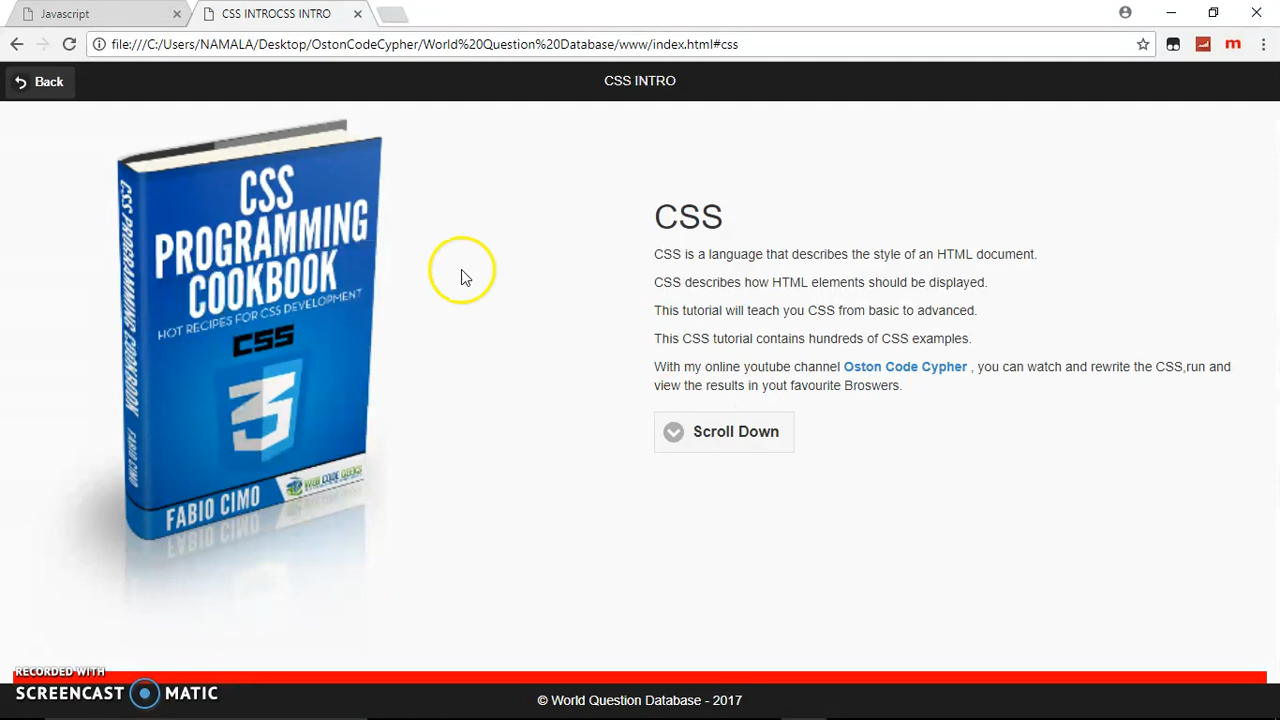 Javascript
CSS INTROCSS INTRO
file:///C:/Users/NAMALA/Desktop/OstonCodeCypher/World%20Question%20Database/www/index.html#css
m
Back
CSS INTRO
CSS PROGRAMMING COOKBOOK
FABIO CIMO
CSS
PROGRAMMING
COOKBOOK
HOT RECIPES FOR CSS DEVELOPMENT
CSS
3
FABIO CIMO
WEB CODE GEEKS
CSS
CSS is a language that describes the style of an HTML document.
CSS describes how HTML elements should be displayed.
This tutorial will teach you CSS from basic to advanced.
This CSS tutorial contains hundreds of CSS examples.
With my online youtube channel Oston Code Cypher , you can watch and rewrite the CSS,run and
view the results in yout favourite Broswers.
Scroll Down
RECORDED WITH
SCREENCAST MATIC
© World Question Database - 2017